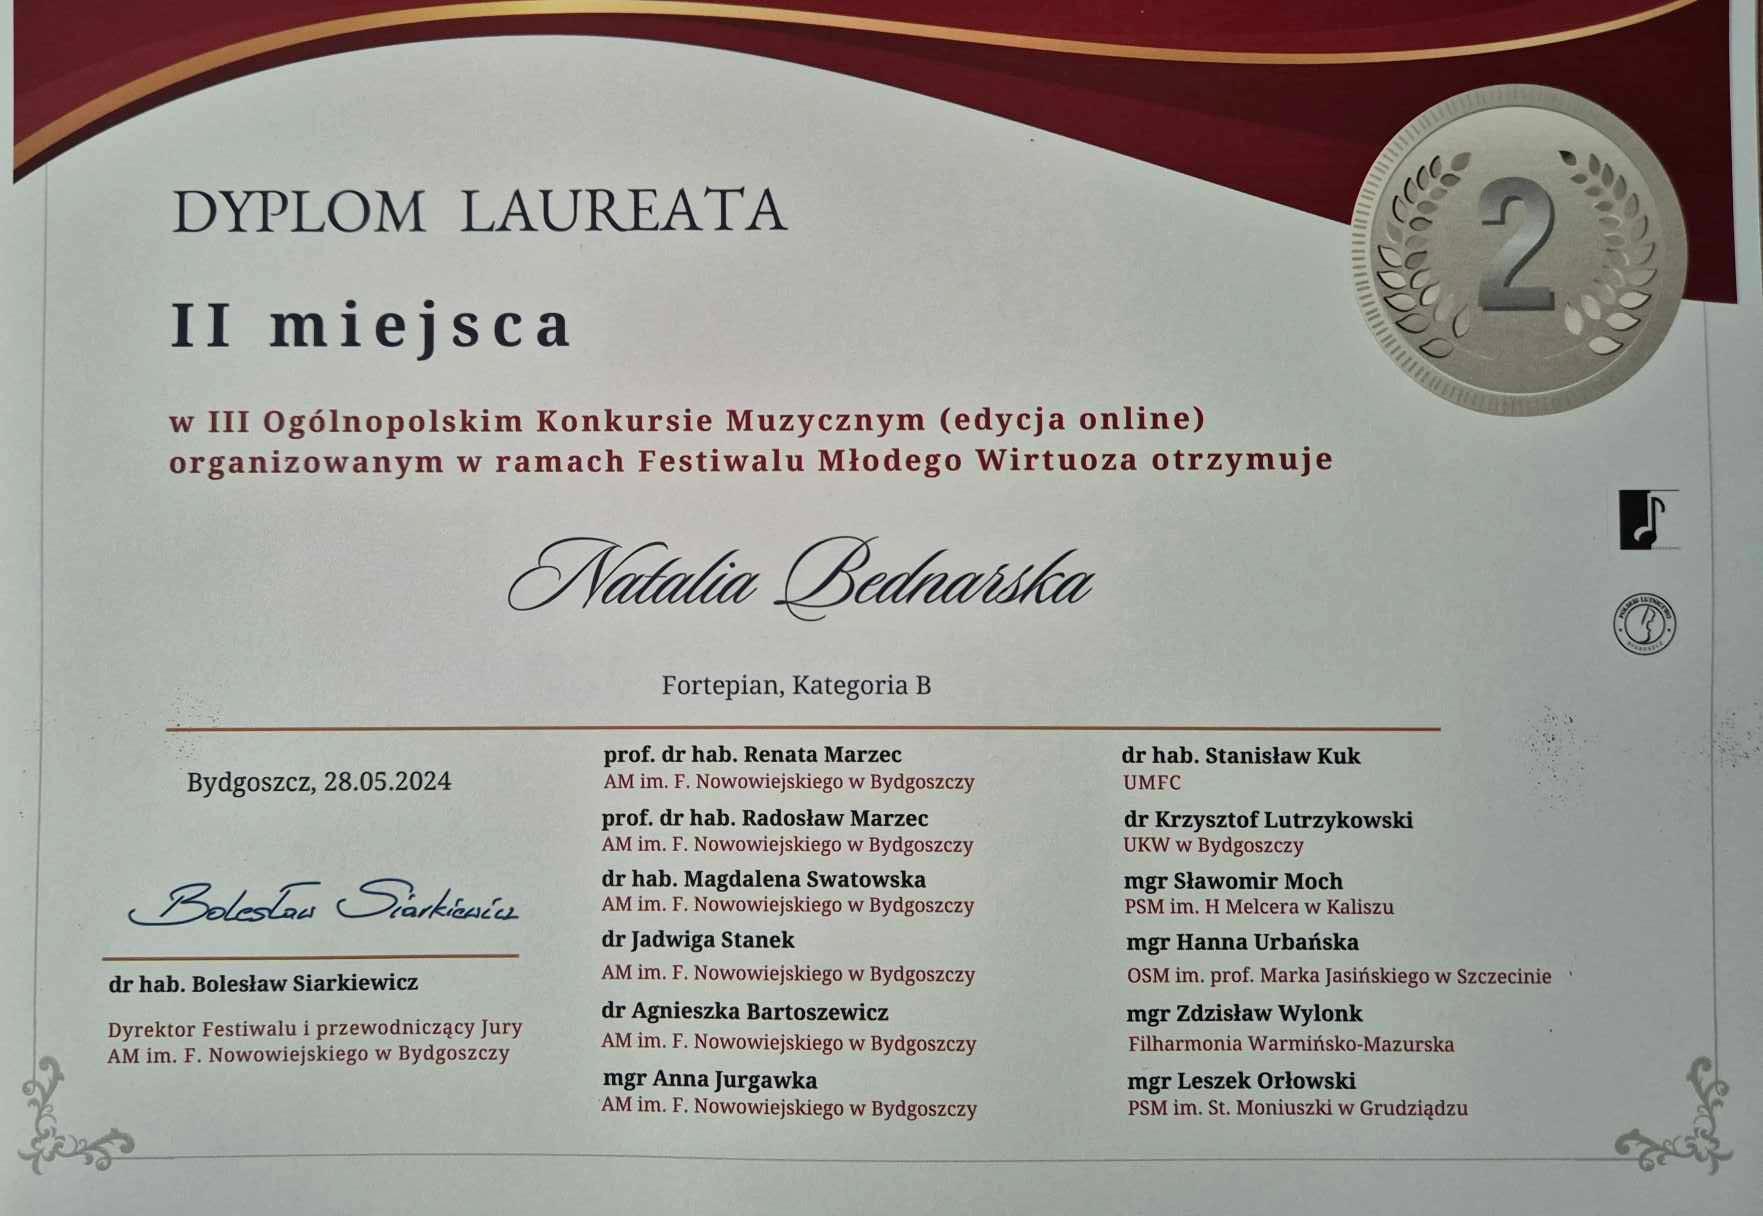 2
DYPLOM LAUREATA
II miejsca
w III Ogólnopolskim Konkursie Muzycznym (edycja online)
organizowanym w ramach Festiwalu Młodego Wirtuoza otrzymuje
Natalia Bednarska
POLSKIE LUTNICTWO
BYDGOSZCZ
Fortepian, Kategoria B
Bydgoszcz, 28.05.2024
Bolesław Siarkiewicz
dr hab. Bolesław Siarkiewicz
Dyrektor Festiwalu i przewodniczący Jury
AM im. F. Nowowiejskiego w Bydgoszczy
prof. dr hab. Renata Marzec
AM im. F. Nowowiejskiego w Bydgoszczy
prof. dr hab. Radosław Marzec
AM im. F. Nowowiejskiego w Bydgoszczy
dr hab. Magdalena Swatowska
AM im. F. Nowowiejskiego w Bydgoszczy
dr Jadwiga Stanek
AM im. F. Nowowiejskiego w Bydgoszczy
dr Agnieszka Bartoszewicz
AM im. F. Nowowiejskiego w Bydgoszczy
mgr Anna Jurgawka
AM im. F. Nowowiejskiego w Bydgoszczy
dr hab. Stanisław Kuk
UMFC
dr Krzysztof Lutrzykowski
UKW w Bydgoszczy
mgr Sławomir Moch
PSM im. H Melcera w Kaliszu
mgr Hanna Urbańska
OSM im. prof. Marka Jasińskiego w Szczecinie
mgr Zdzisław Wylonk
Filharmonia Warmińsko-Mazurska
mgr Leszek Orłowski
PSM im. St. Moniuszki w Grudziądzu